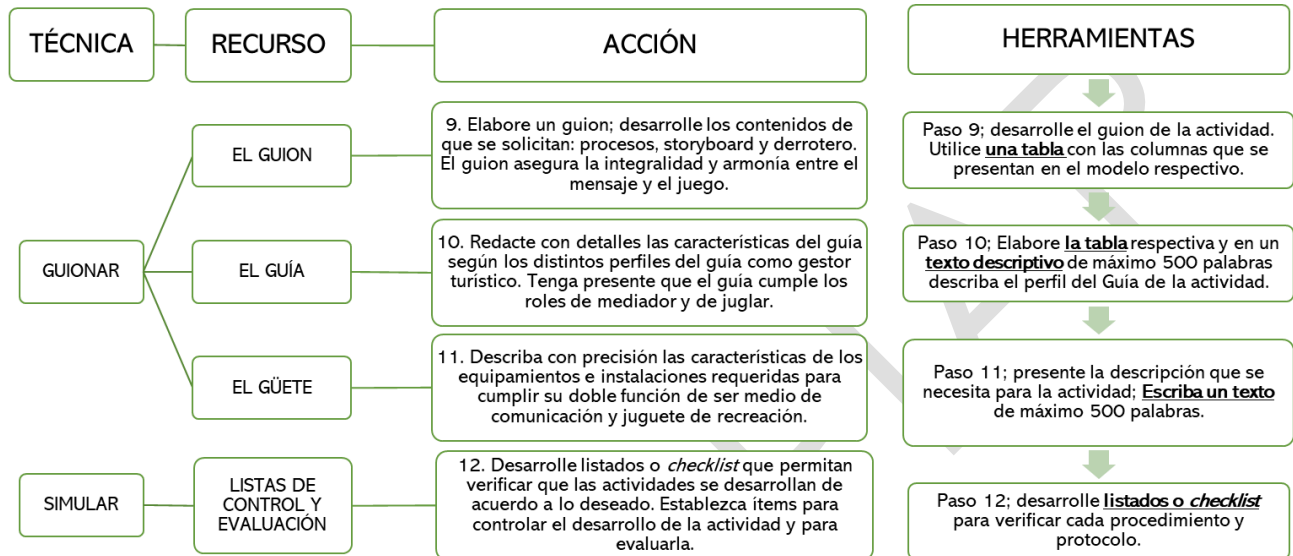 TÉCNICA
RECURSO
ACCIÓN
HERRAMIENTAS
GUIONAR
EL GUION
9. Elabore un guion; desarrolle los contenidos de
que se solicitan: procesos, storyboard y derrotero.
El guion asegura la integralidad y armonía entre el
mensaje y el juego.
Paso 9; desarrolle el guion de la actividad.
Utilice una tabla con las columnas que se
presentan en el modelo respectivo.
EL GUÍA
10. Redacte con detalles las características del guía
según los distintos perfiles del guía como gestor
turístico. Tenga presente que el guía cumple los
roles de mediador y de juglar.
Paso 10; Elabore la tabla respectiva y en un
texto descriptivo de máximo 500 palabras
describa el perfil del Guía de la actividad.
EL GÜETE
11. Describa con precisión las características de los
equipamientos e instalaciones requeridas para
cumplir su doble función de ser medio de
comunicación y juguete de recreación.
Paso 11; presente la descripción que se
necesita para la actividad; Escriba un texto
de máximo 500 palabras.
SIMULAR
LISTAS DE
CONTROL Y
EVALUACIÓN
12. Desarrolle listados o checklist que permitan
verificar que las actividades se desarrollan de
acuerdo a lo deseado. Establezca ítems para
controlar el desarrollo de la actividad y para
evaluarla.
Paso 12; desarrolle listados o checklist
para verificar cada procedimiento y
protocolo.